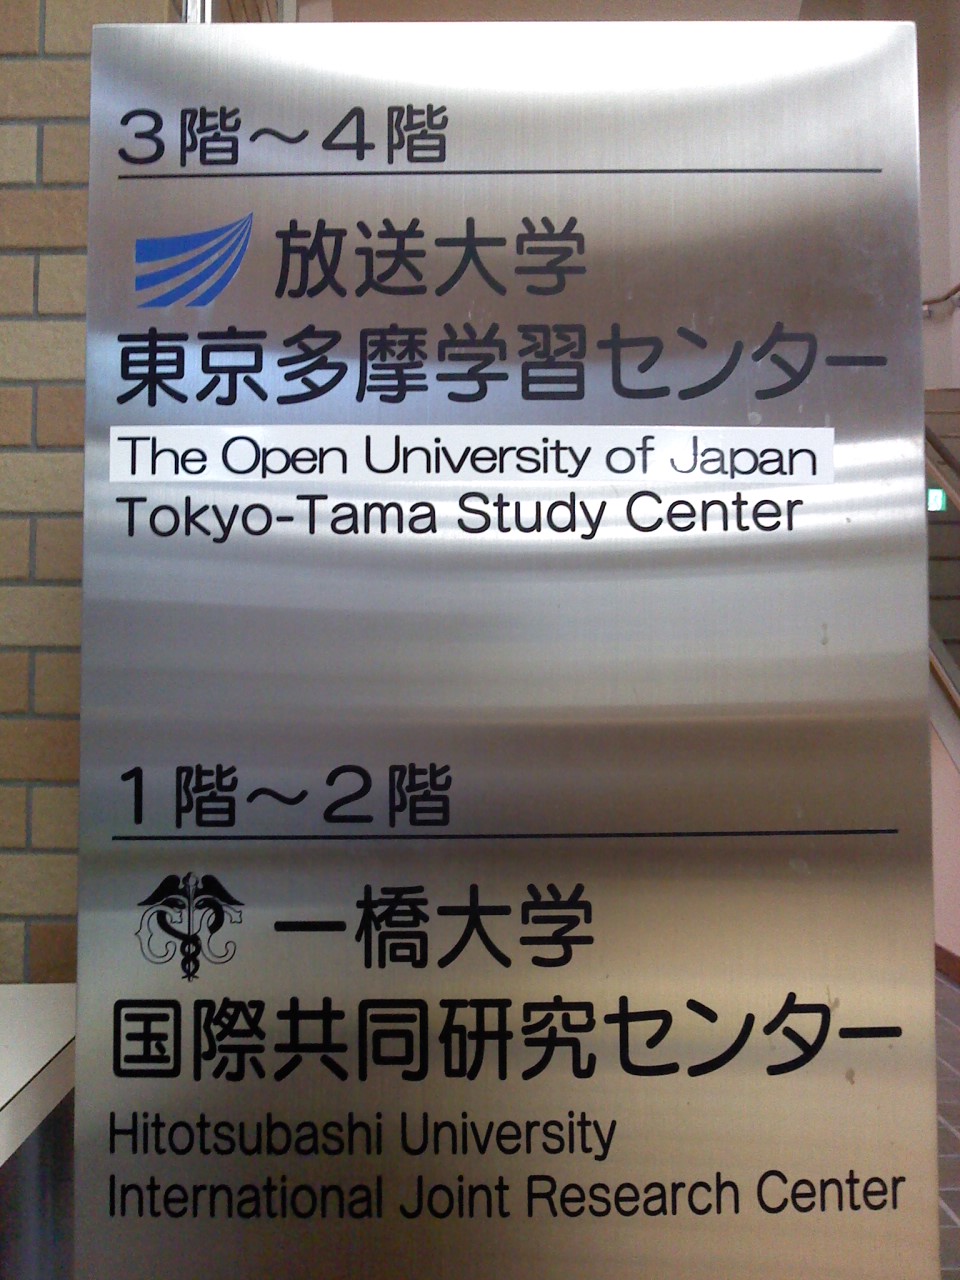 3階～4階
放送大学
東京多摩学習センター
The Open University of Japan
Tokyo-Tama Study Center
1階～2階
一橋大学
国際共同研究センター
Hitotsubashi University
International Joint Research Center